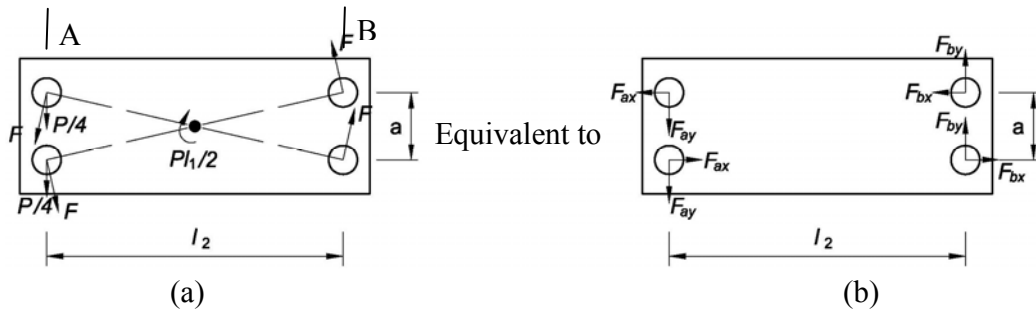 A B
F
F P/4 F a
Pl₁/2
P/4 F
l₂
(a)
Equivalent to
Fby
Fax Fbx
Fby a
Fay
Fax Fbx
Fay
l₂
(b)